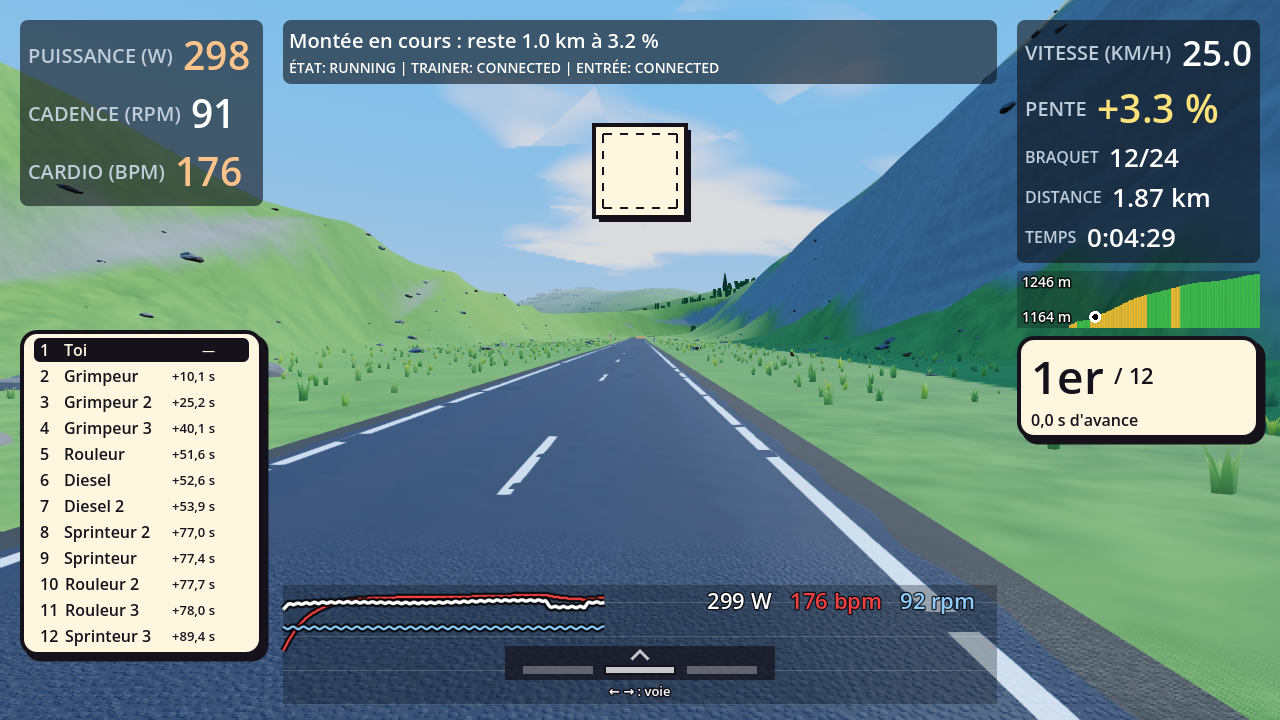 PUISSANCE (W) 298
CADENCE (RPM) 91
CARDIO (BPM) 176
Montée en cours : reste 1.0 km à 3.2 %
ÉTAT: RUNNING | TRAINER: CONNECTED | ENTRÉE: CONNECTED
VITESSE (KM/H) 25.0
PENTE +3.3 %
BRAQUET 12/24
DISTANCE 1.87 km
TEMPS 0:04:29
1246 m
1164 m
1er / 12
0,0 s d'avance
1 Toi —
2 Grimpeur +10,1 s
3 Grimpeur 2 +25,2 s
4 Grimpeur 3 +40,1 s
5 Rouleur +51,6 s
6 Diesel +52,6 s
7 Diesel 2 +53,9 s
8 Sprinteur 2 +77,0 s
9 Sprinteur +77,4 s
10 Rouleur 2 +77,7 s
11 Rouleur 3 +78,0 s
12 Sprinteur 3 +89,4 s
299 W 176 bpm 92 rpm
← → : voie